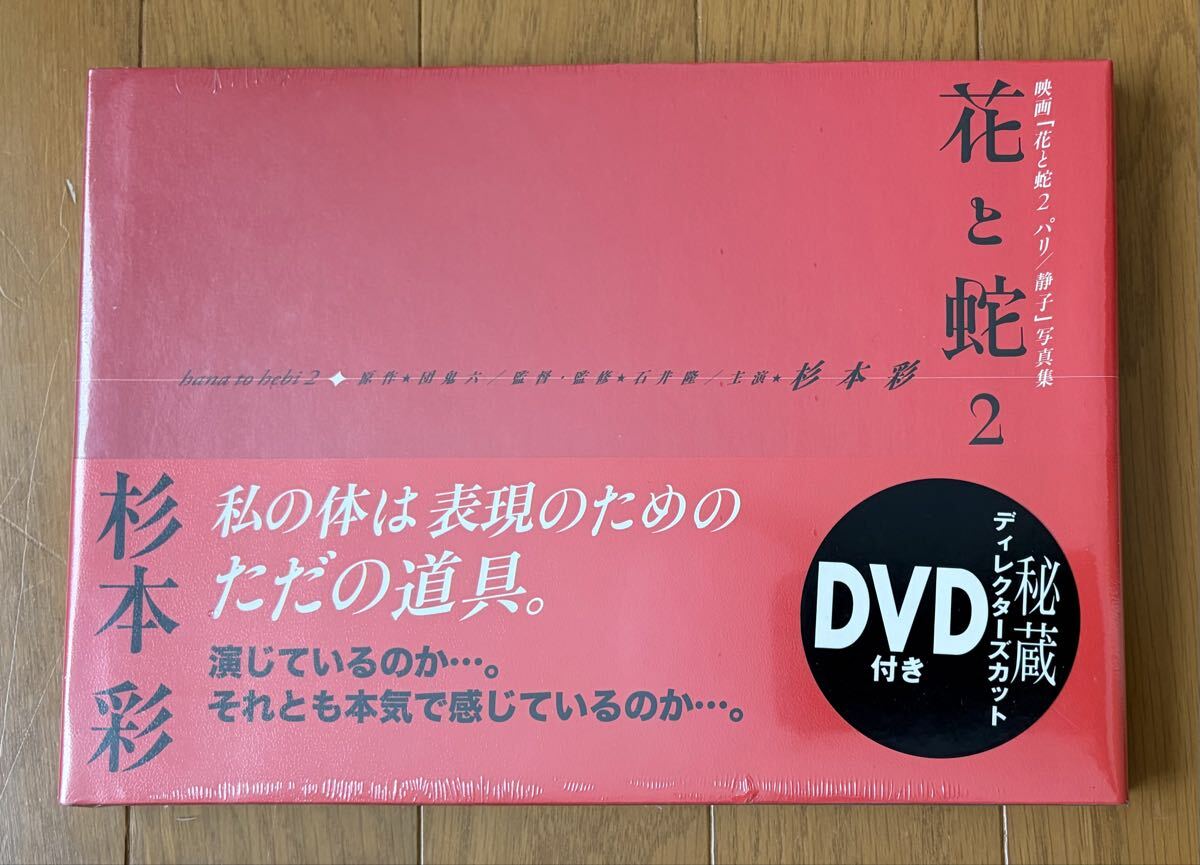 映画『花と蛇2 パリ/静子』写真集
花と蛇2
hana to hebi 2 ✦ 原作★団鬼六/監督・監修★石井隆/主演★杉本彩
杉本彩
私の体は表現のための
ただの道具。
演じているのか…。
それとも本気で感じているのか…。
秘蔵
ディレクターズカット
DVD
付き